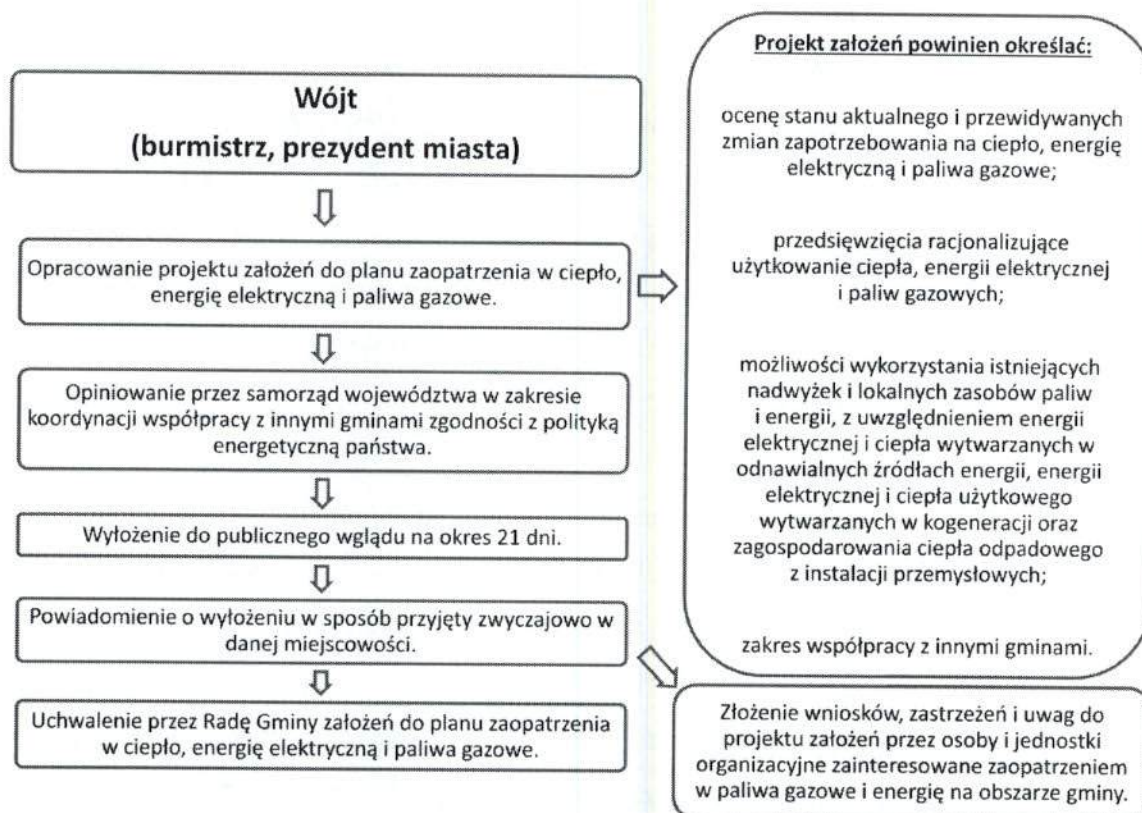 Wójt
(burmistrz, prezydent miasta)
Opracowanie projektu założeń do planu zaopatrzenia w ciepło,
energię elektryczną i paliwa gazowe.
Opiniowanie przez samorząd województwa w zakresie
koordynacji współpracy z innymi gminami zgodności z polityką
energetyczną państwa.
Wyłożenie do publicznego wglądu na okres 21 dni.
Powiadomienie o wyłożeniu w sposób przyjęty zwyczajowo w
danej miejscowości.
Uchwalenie przez Radę Gminy założeń do planu zaopatrzenia
w ciepło, energię elektryczną i paliwa gazowe.
Projekt założeń powinien określać:
ocenę stanu aktualnego i przewidywanych
zmian zapotrzebowania na ciepło, energię
elektryczną i paliwa gazowe;
przedsięwzięcia racjonalizujące
użytkowanie ciepła, energii elektrycznej
i paliw gazowych;
możliwości wykorzystania istniejących
nadwyżek i lokalnych zasobów paliw
i energii, z uwzględnieniem energii
elektrycznej i ciepła wytwarzanych w
odnawialnych źródłach energii, energii
elektrycznej i ciepła użytkowego
wytwarzanych w kogeneracji oraz
zagospodarowania ciepła odpadowego
z instalacji przemysłowych;
zakres współpracy z innymi gminami.
Złożenie wniosków, zastrzeżeń i uwag do
projektu założeń przez osoby i jednostki
organizacyjne zainteresowane zaopatrzeniem
w paliwa gazowe i energię na obszarze gminy.